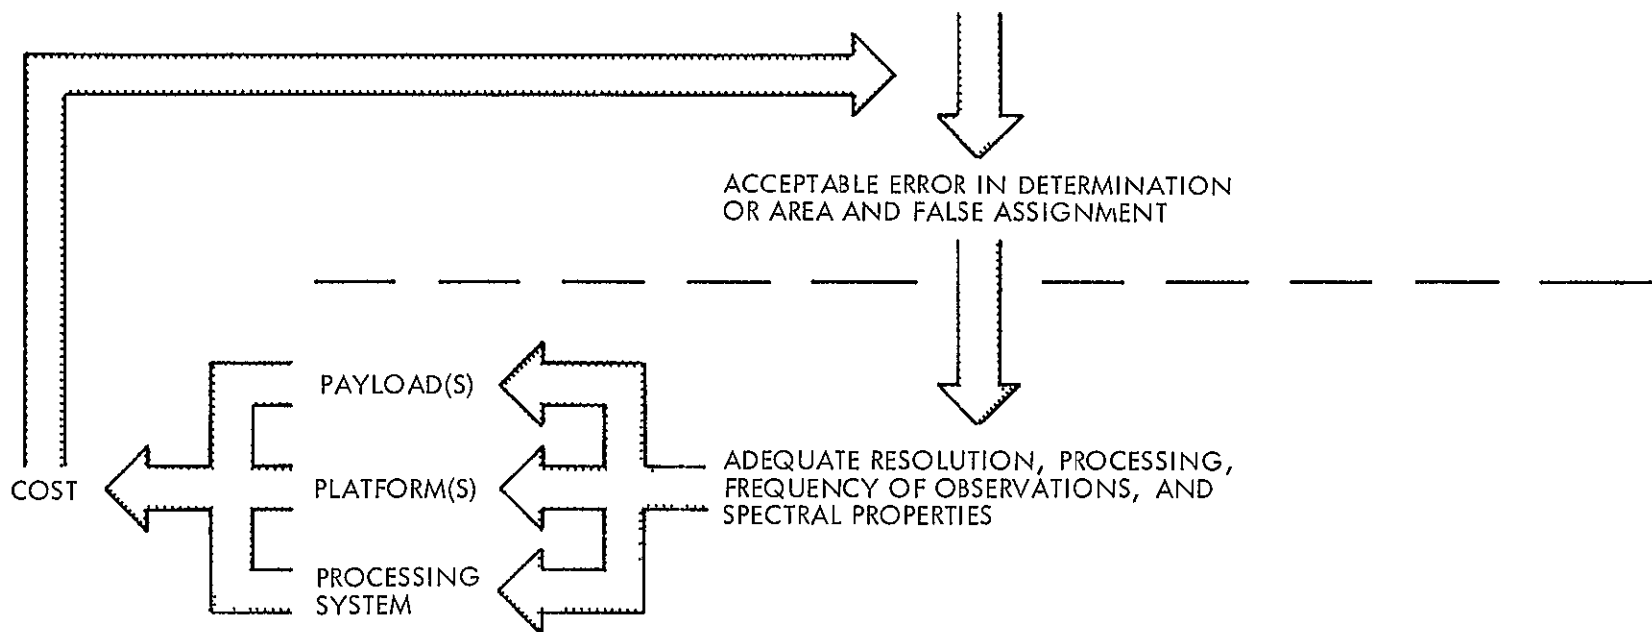 ACCEPTABLE ERROR IN DETERMINATION
OR AREA AND FALSE ASSIGNMENT
PAYLOAD(S)
COST
PLATFORM(S)
ADEQUATE RESOLUTION, PROCESSING,
FREQUENCY OF OBSERVATIONS, AND
SPECTRAL PROPERTIES
PROCESSING
SYSTEM